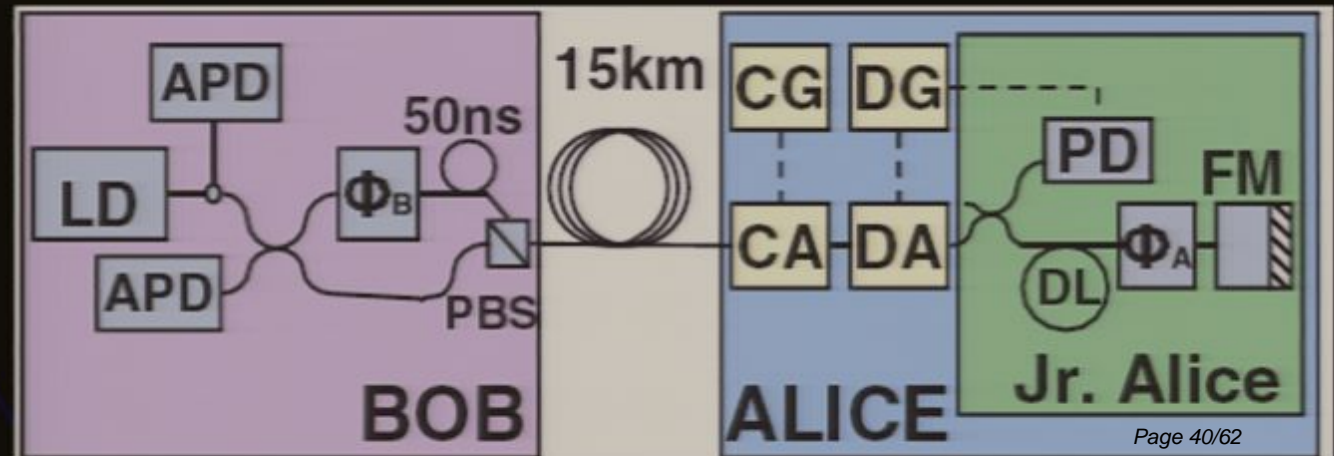 APD
50ns
15km
CG
DG
PD
FM
LD
ΦB
CA
DA
ΦA
APD
PBS
DL
BOB
ALICE
Jr. Alice
Page 40/62